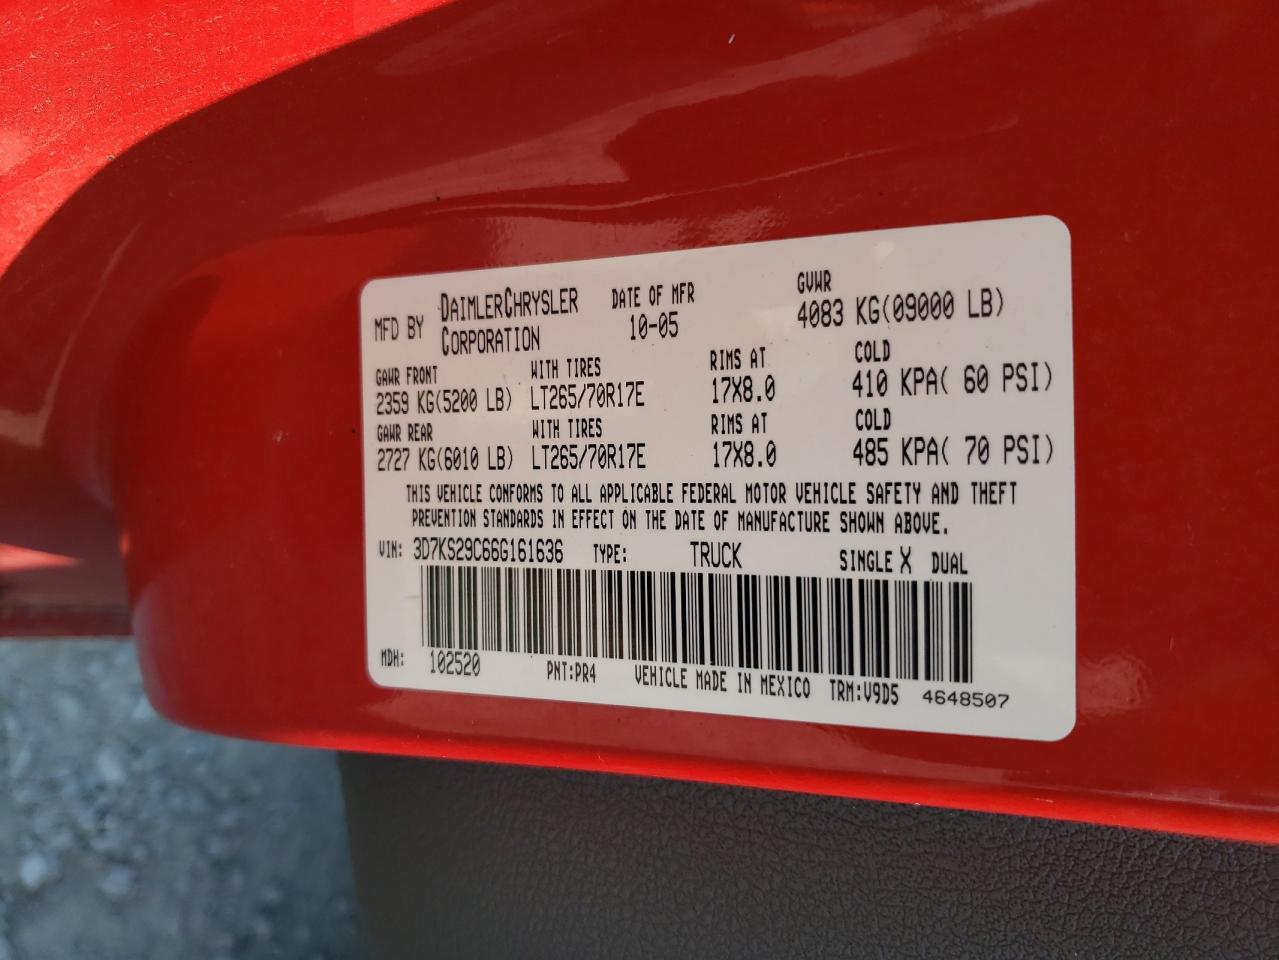 MFD BY DAIMLERCHRYSLER CORPORATION DATE OF MFR 10-05 GVWR 4083 KG(09000 LB)
GAWR FRONT WITH TIRES RIMS AT COLD
2359 KG(5200 LB) LT265/70R17E 17X8.0 410 KPA( 60 PSI)
GAWR REAR WITH TIRES RIMS AT COLD
2727 KG(6010 LB) LT265/70R17E 17X8.0 485 KPA( 70 PSI)
THIS VEHICLE CONFORMS TO ALL APPLICABLE FEDERAL MOTOR VEHICLE SAFETY AND THEFT
PREVENTION STANDARDS IN EFFECT ON THE DATE OF MANUFACTURE SHOWN ABOVE.
VIN: 3D7KS29C66G161636 TYPE: TRUCK SINGLE X DUAL
MDH: 102520 PNT:PR4 VEHICLE MADE IN MEXICO TRM:V9D5 4648507